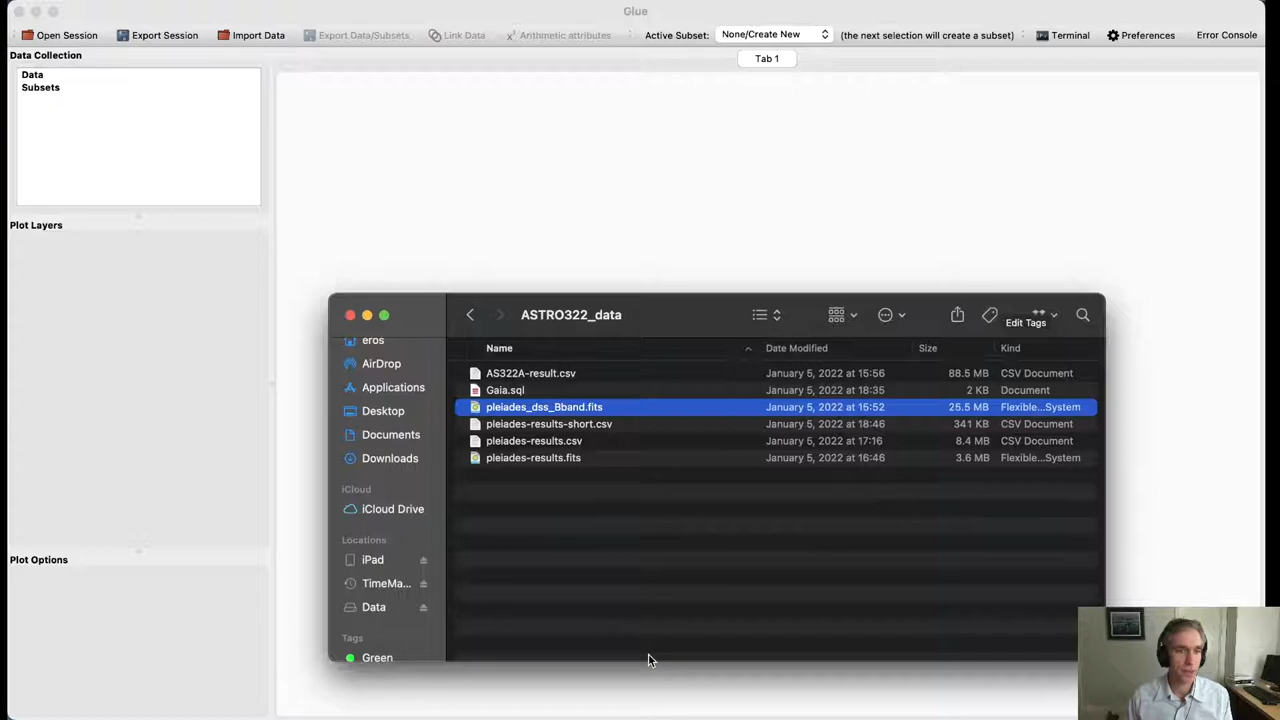 Glue
Open Session Export Session Import Data Export Data/Subsets Link Data Arithmetic attributes Active Subset: None/Create New (the next selection will create a subset) Terminal Preferences Error Console
Data Collection
Tab 1
Data
Subsets
Plot Layers
Plot Options
ASTRO322_data
Edit Tags
eros
AirDrop
Applications
Desktop
Documents
Downloads
iCloud
iCloud Drive
Locations
iPad
TimeMa...
Data
Tags
Green
Name Date Modified Size Kind
AS322A-result.csv January 5, 2022 at 15:56 88.5 MB CSV Document
Gaia.sql January 5, 2022 at 18:35 2 KB Document
pleiades_dss_Bband.fits January 5, 2022 at 15:52 25.5 MB Flexible...System
pleiades-results-short.csv January 5, 2022 at 18:46 341 KB CSV Document
pleiades-results.csv January 5, 2022 at 17:16 8.4 MB CSV Document
pleiades-results.fits January 5, 2022 at 16:46 3.6 MB Flexible...System